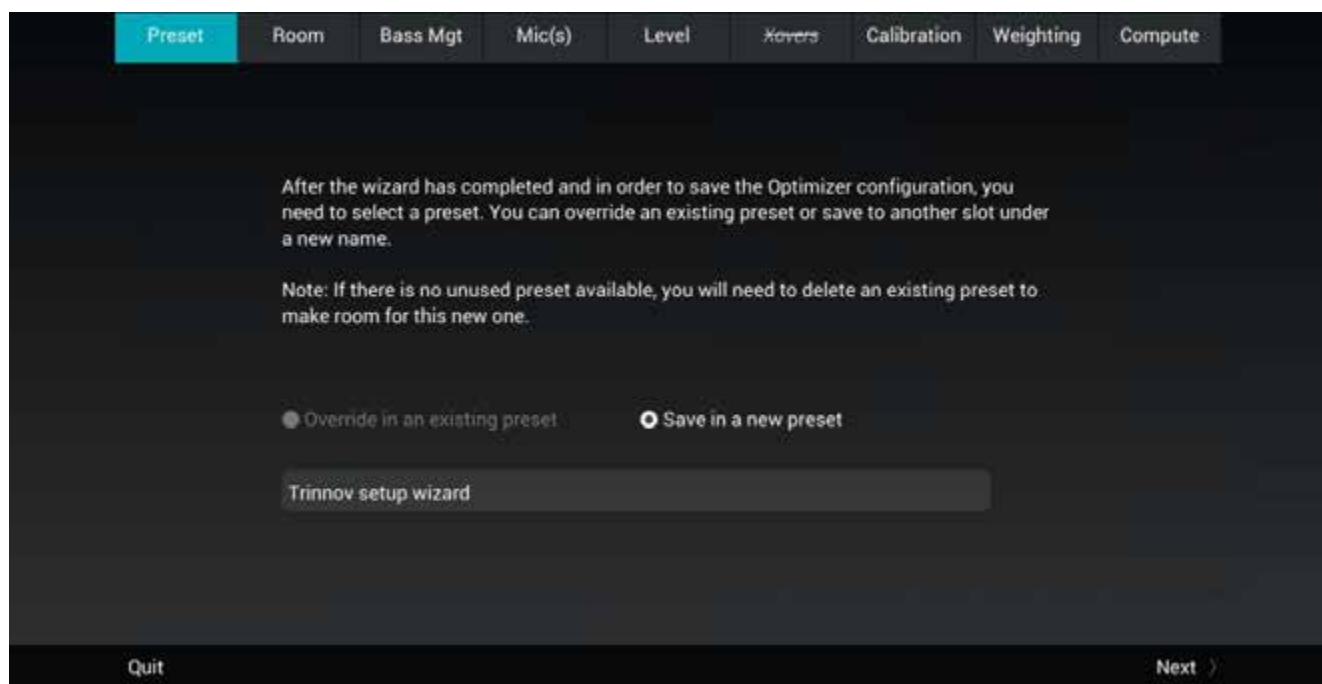 Preset Room Bass Mgt Mic(s) Level Xovers Calibration Weighting Compute
After the wizard has completed and in order to save the Optimizer configuration, you
need to select a preset. You can override an existing preset or save to another slot under
a new name.
Note: If there is no unused preset available, you will need to delete an existing preset to
make room for this new one.
Override in an existing preset Save in a new preset
Trinnov setup wizard
Quit Next